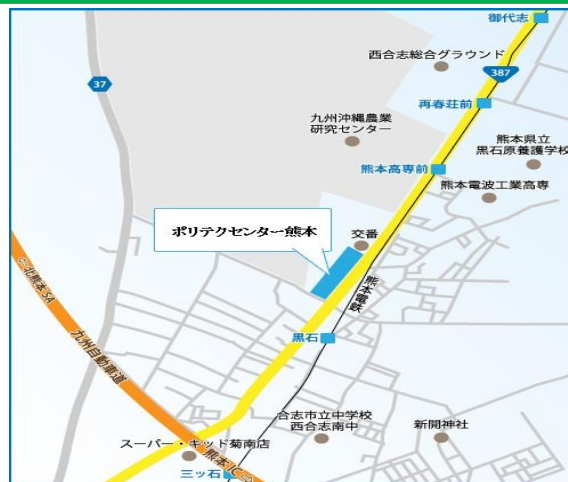 御代志
西合志総合グラウンド
387
37
再春荘前
九州沖縄農業
研究センター
熊本県立
黒石原養護学校
熊本高専前
熊本電波工業高専
ポリテクセンター熊本
交番
熊本電鉄
←北熊本SA
黒石
九州自動車道
合志市立中学校
西合志南中
新開神社
スーパー・キッド菊南店
熊本IC→
三ッ石